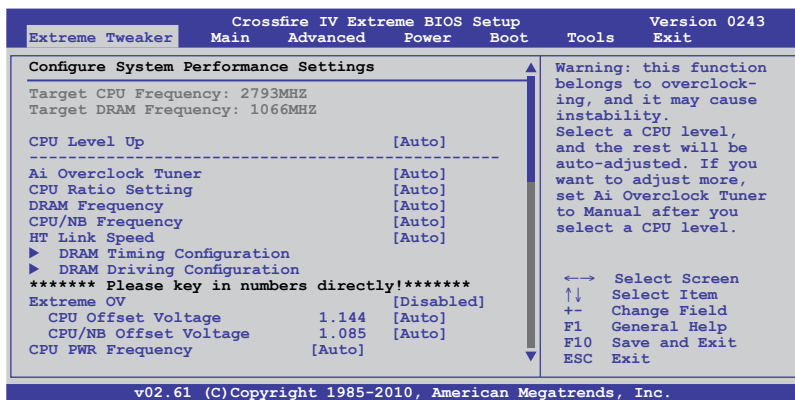 Crossfire IV Extreme BIOS Setup Version 0243
Extreme Tweaker Main Advanced Power Boot Tools Exit
Configure System Performance Settings
Target CPU Frequency: 2793MHZ
Target DRAM Frequency: 1066MHZ
CPU Level Up [Auto]
------------------------------------------------
Ai Overclock Tuner [Auto]
CPU Ratio Setting [Auto]
DRAM Frequency [Auto]
CPU/NB Frequency [Auto]
HT Link Speed [Auto]
▶ DRAM Timing Configuration
▶ DRAM Driving Configuration
******* Please key in numbers directly!*******
Extreme OV [Disabled]
CPU Offset Voltage 1.144 [Auto]
CPU/NB Offset Voltage 1.085 [Auto]
CPU PWR Frequency [Auto]
Warning: this function
belongs to overclock-
ing, and it may cause
instability.
Select a CPU level,
and the rest will be
auto-adjusted. If you
want to adjust more,
set Ai Overclock Tuner
to Manual after you
select a CPU level.
←→ Select Screen
↑↓ Select Item
+- Change Field
F1 General Help
F10 Save and Exit
ESC Exit
v02.61 (C)Copyright 1985-2010, American Megatrends, Inc.